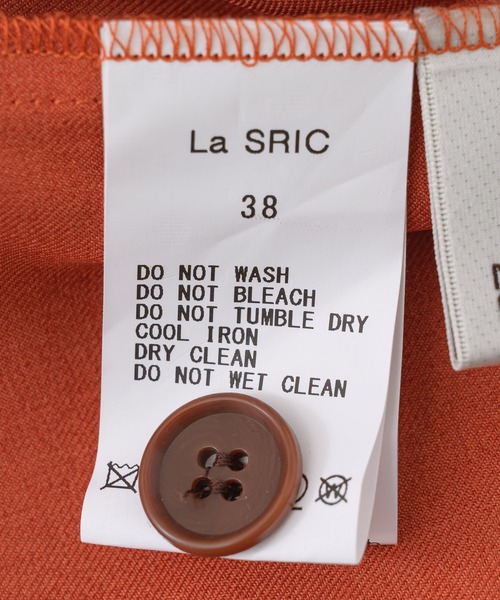 La SRIC
38
DO NOT WASH
DO NOT BLEACH
DO NOT TUMBLE DRY
COOL IRON
DRY CLEAN
DO NOT WET CLEAN
W